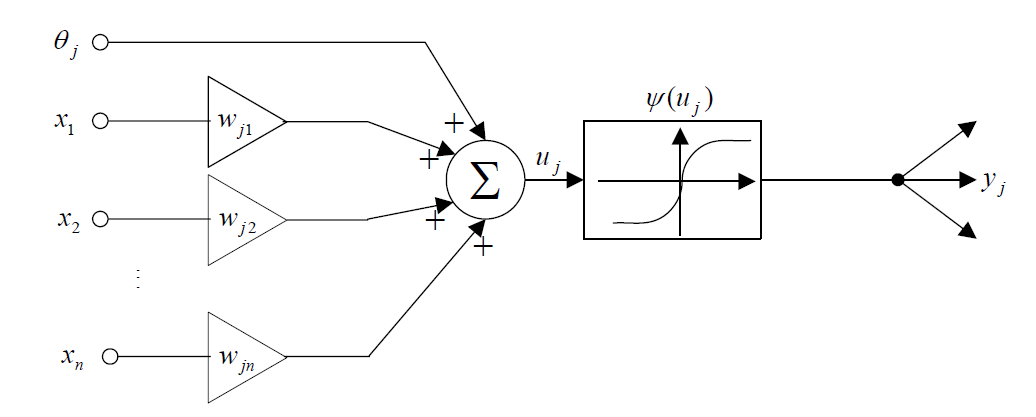 θj
x1 wj1
x2 wj2
⋮
xn wjn
+
+
+
+
Σ
uj
ψ(uj)
yj